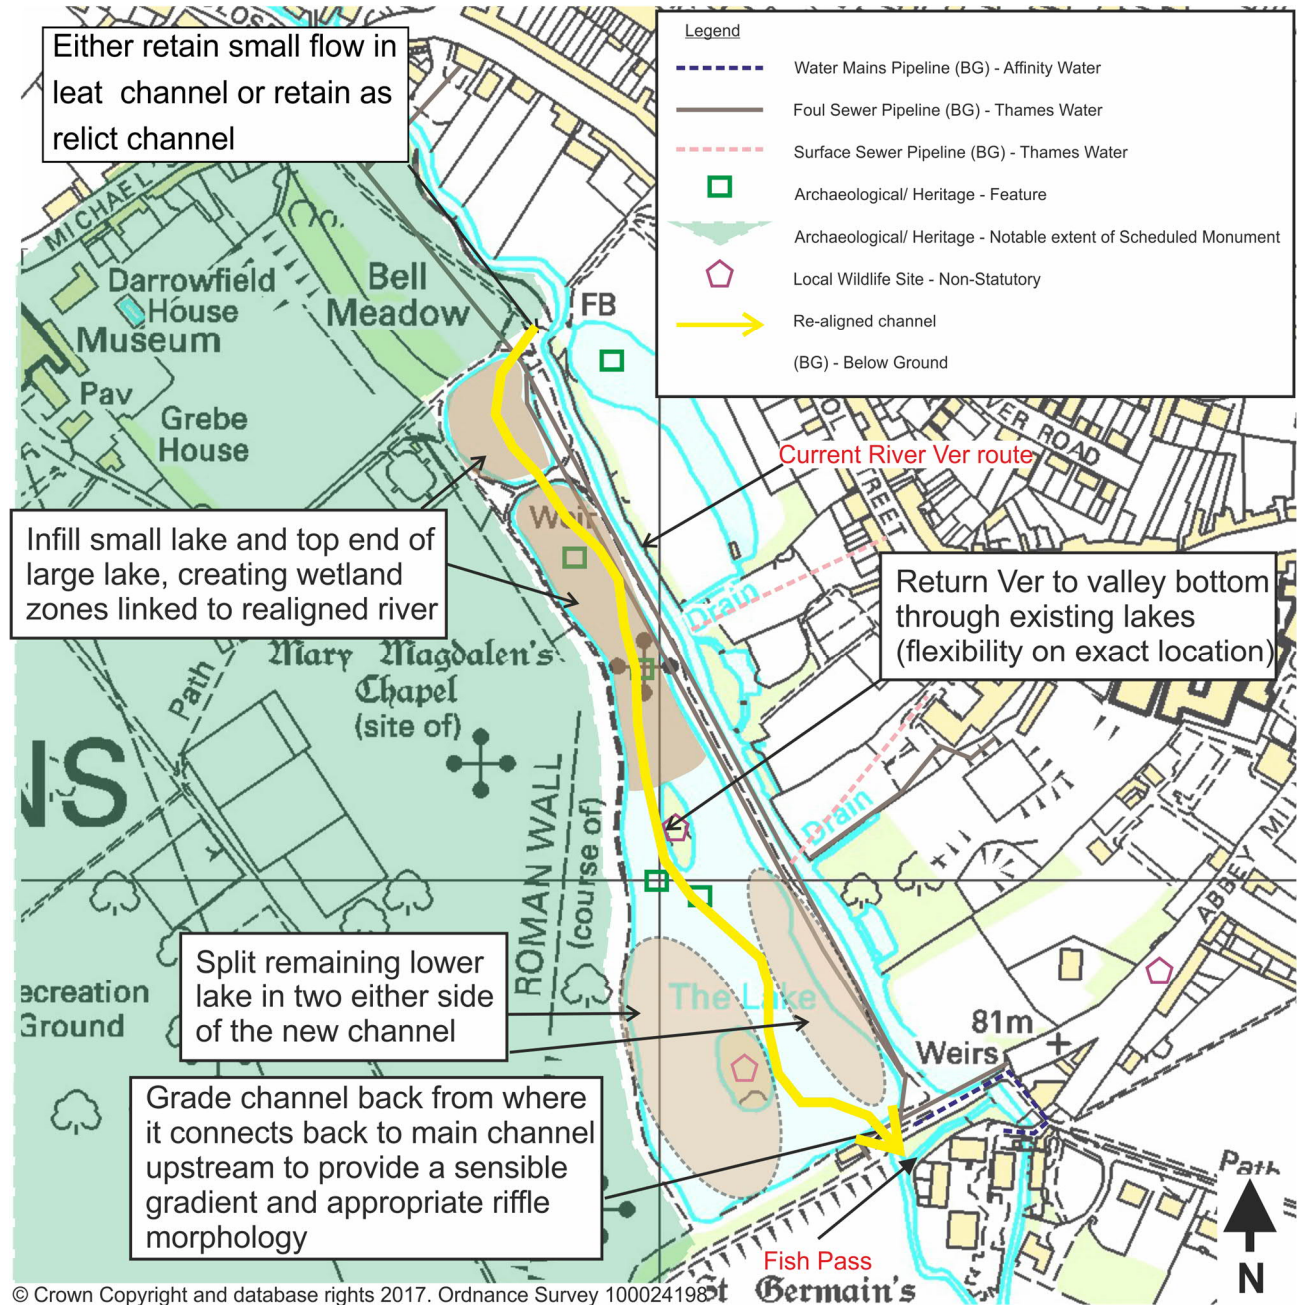 Either retain small flow in
leat channel or retain as
relict channel
Legend
Water Mains Pipeline (BG) - Affinity Water
Foul Sewer Pipeline (BG) - Thames Water
Surface Sewer Pipeline (BG) - Thames Water
Archaeological/ Heritage - Feature
Archaeological/ Heritage - Notable extent of Scheduled Monument
Local Wildlife Site - Non-Statutory
Re-aligned channel
(BG) - Below Ground
MICHAEL
Darrowfield
House
Museum
Pav
Grebe
House
Bell
Meadow
FB
VER ROAD
Current River Ver route
Infill small lake and top end of
large lake, creating wetland
zones linked to realigned river
Weir
Drain
Return Ver to valley bottom
through existing lakes
(flexibility on exact location)
Path
Mary Magdalen's
Chapel
(site of)
NS
ROMAN WALL
(course of)
Drain
ABBEY
Split remaining lower
lake in two either side
of the new channel
The Lake
ecreation
Ground
81m
Weirs
Grade channel back from where
it connects back to main channel
upstream to provide a sensible
gradient and appropriate riffle
morphology
Path
Fish Pass
N
St Germain's
© Crown Copyright and database rights 2017. Ordnance Survey 100024198